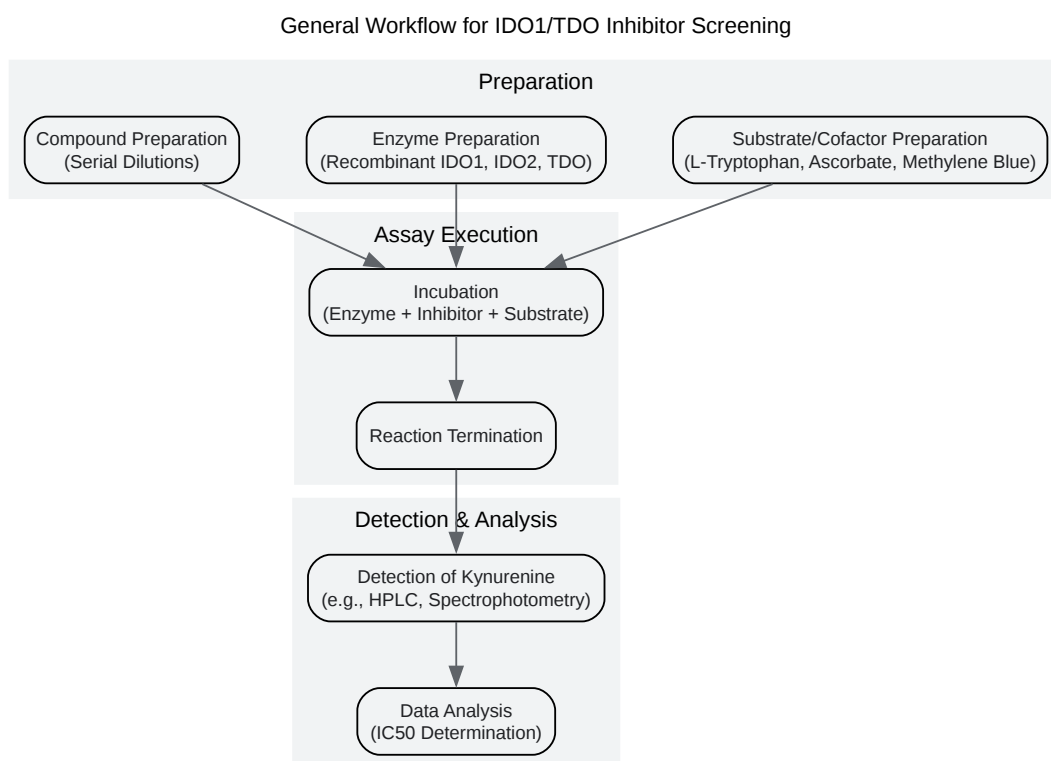 General Workflow for IDO1/TDO Inhibitor Screening
Preparation
Compound Preparation
(Serial Dilutions)
Enzyme Preparation
(Recombinant IDO1, IDO2, TDO)
Substrate/Cofactor Preparation
(L-Tryptophan, Ascorbate, Methylene Blue)
Assay Execution
Incubation
(Enzyme + Inhibitor + Substrate)
Reaction Termination
Detection & Analysis
Detection of Kynurenine
(e.g., HPLC, Spectrophotometry)
Data Analysis
(IC50 Determination)